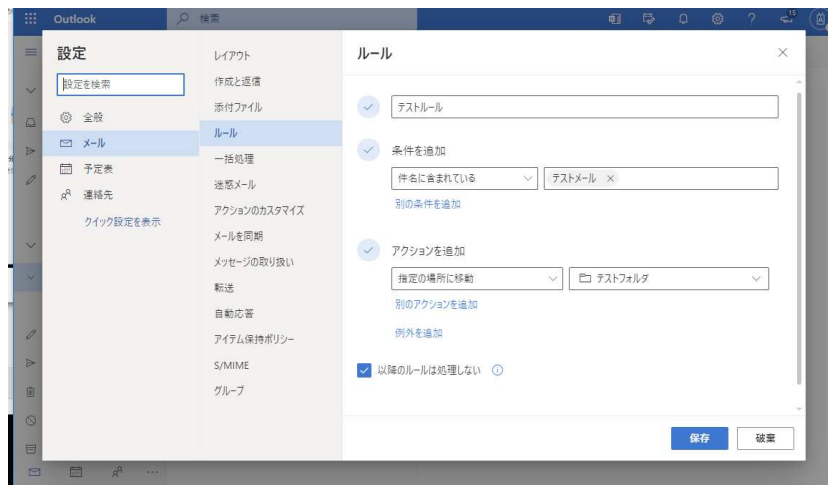 Outlook
検索
15
設定
設定を検索
全般
メール
予定表
連絡先
クイック設定を表示
レイアウト
作成と返信
添付ファイル
ルール
一括処理
迷惑メール
アクションのカスタマイズ
メールを同期
メッセージの取り扱い
転送
自動応答
アイテム保持ポリシー
S/MIME
グループ
ルール
テストルール
条件を追加
件名に含まれている
テストメール
別の条件を追加
アクションを追加
指定の場所に移動
テストフォルダ
別のアクションを追加
例外を追加
以降のルールは処理しない
保存
破棄